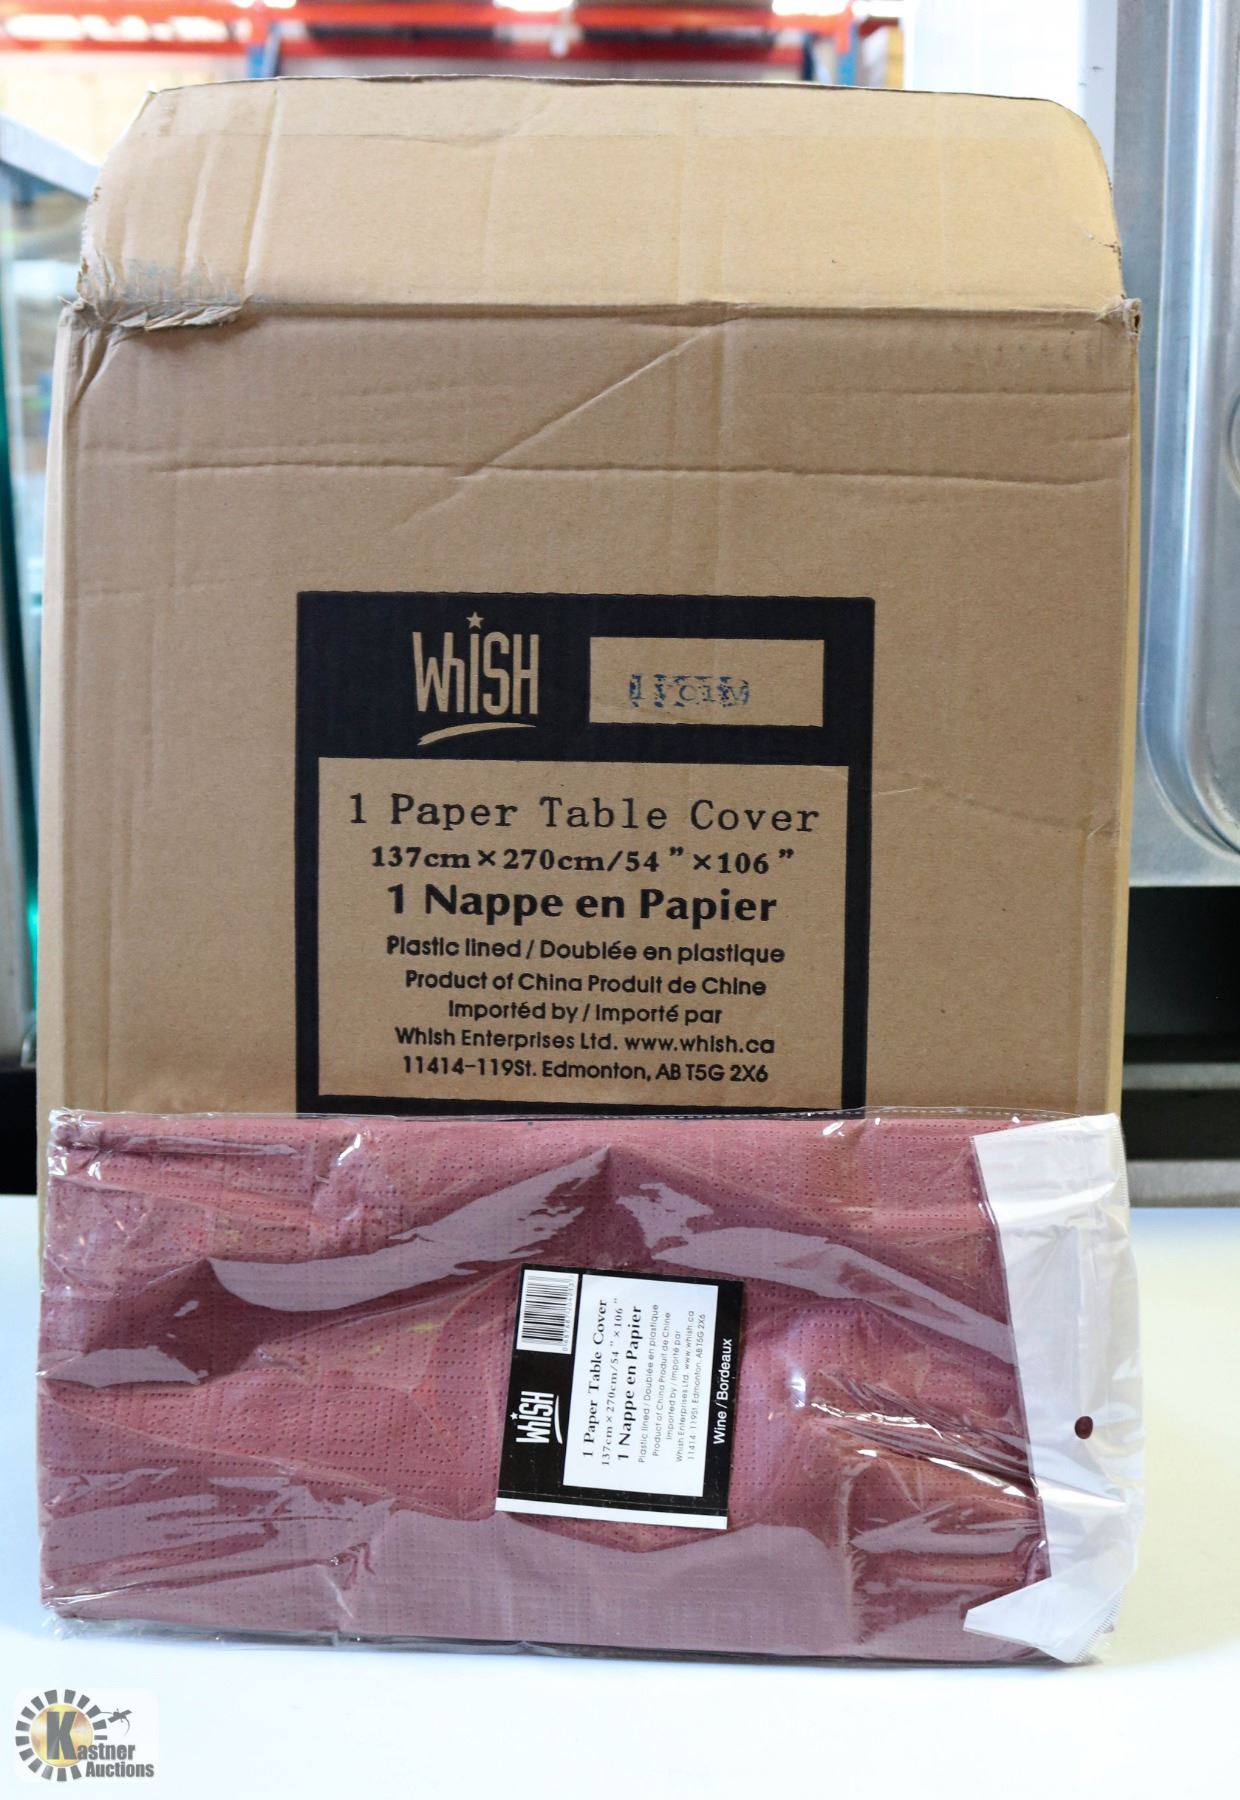 WhISH
Ivory
1 Paper Table Cover
137cm×270cm/54"×106"
1 Nappe en Papier
Plastic lined / Doublée en plastique
Product of China Produit de Chine
Importéd by / Importé par
Whish Enterprises Ltd. www.whish.ca
11414-119St. Edmonton, AB T5G 2X6
WhISH
1 Paper Table Cover
137cm×270cm/54"×106"
1 Nappe en Papier
Plastic lined / Doublée en plastique
Product of China Produit de Chine
Imported by / Importé par
Whish Enterprises Ltd. www.whish.ca
11414-119St. Edmonton, AB T5G 2X6
Wine / Bordeaux
Kastner
Auctions